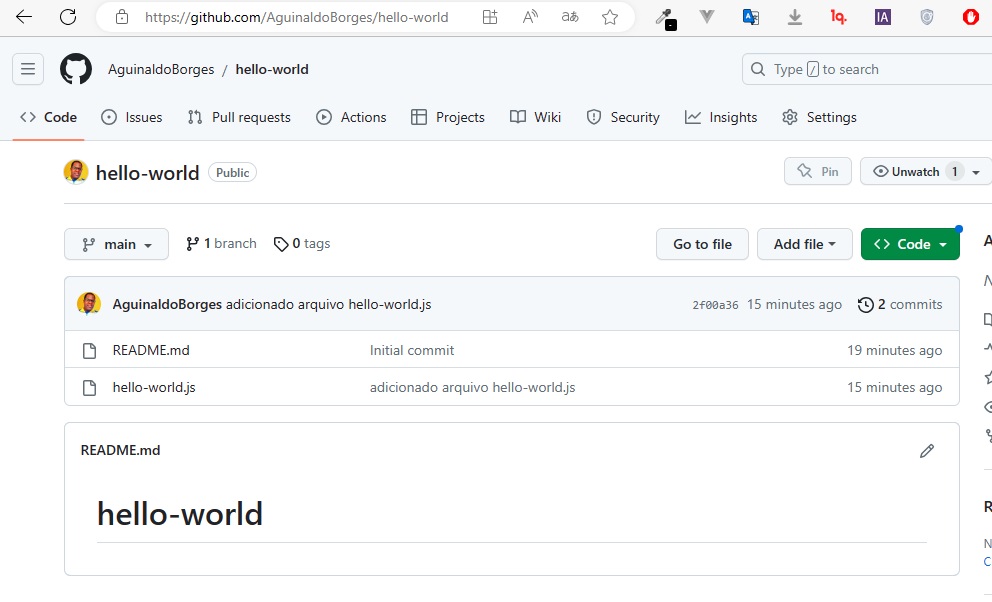 https://github.com/AguinaldoBorges/hello-world
AguinaldoBorges / hello-world
Type / to search
Code Issues Pull requests Actions Projects Wiki Security Insights Settings
hello-world Public Pin Unwatch 1
main 1 branch 0 tags Go to file Add file Code
AguinaldoBorges adicionado arquivo hello-world.js 2f00a36 15 minutes ago 2 commits
README.md Initial commit 19 minutes ago
hello-world.js adicionado arquivo hello-world.js 15 minutes ago
README.md
hello-world